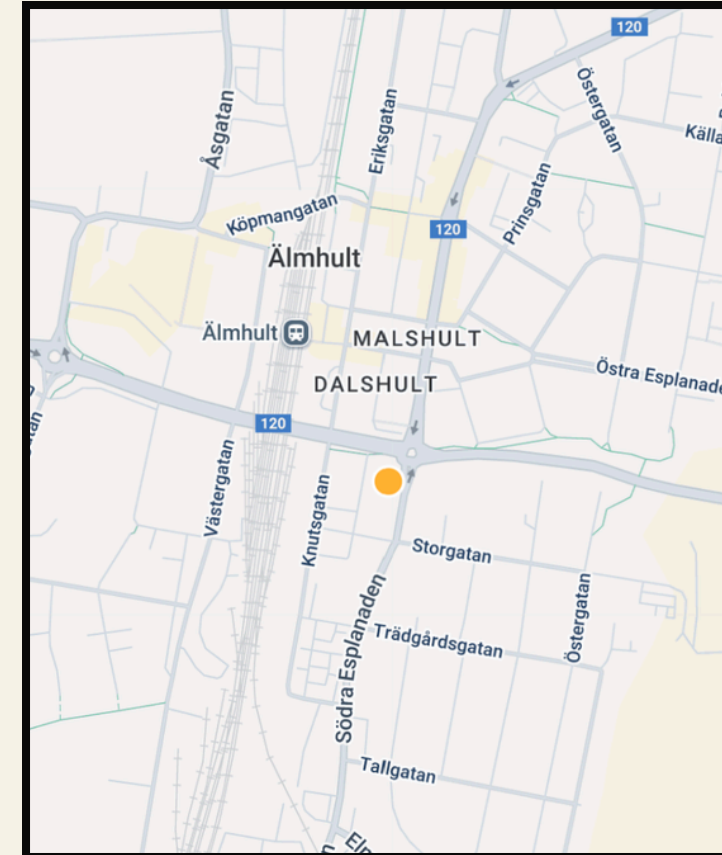 120
Östergatan
Åsgatan
Eriksgatan
Källa
Prinsgatan
Köpmangatan
120
Älmhult
Älmhult
MALSHULT
DALSHULT
Östra Esplanade
120
Västergatan
Knutsgatan
Storgatan
Södra Esplanaden
Östergatan
Trädgårdsgatan
Tallgatan